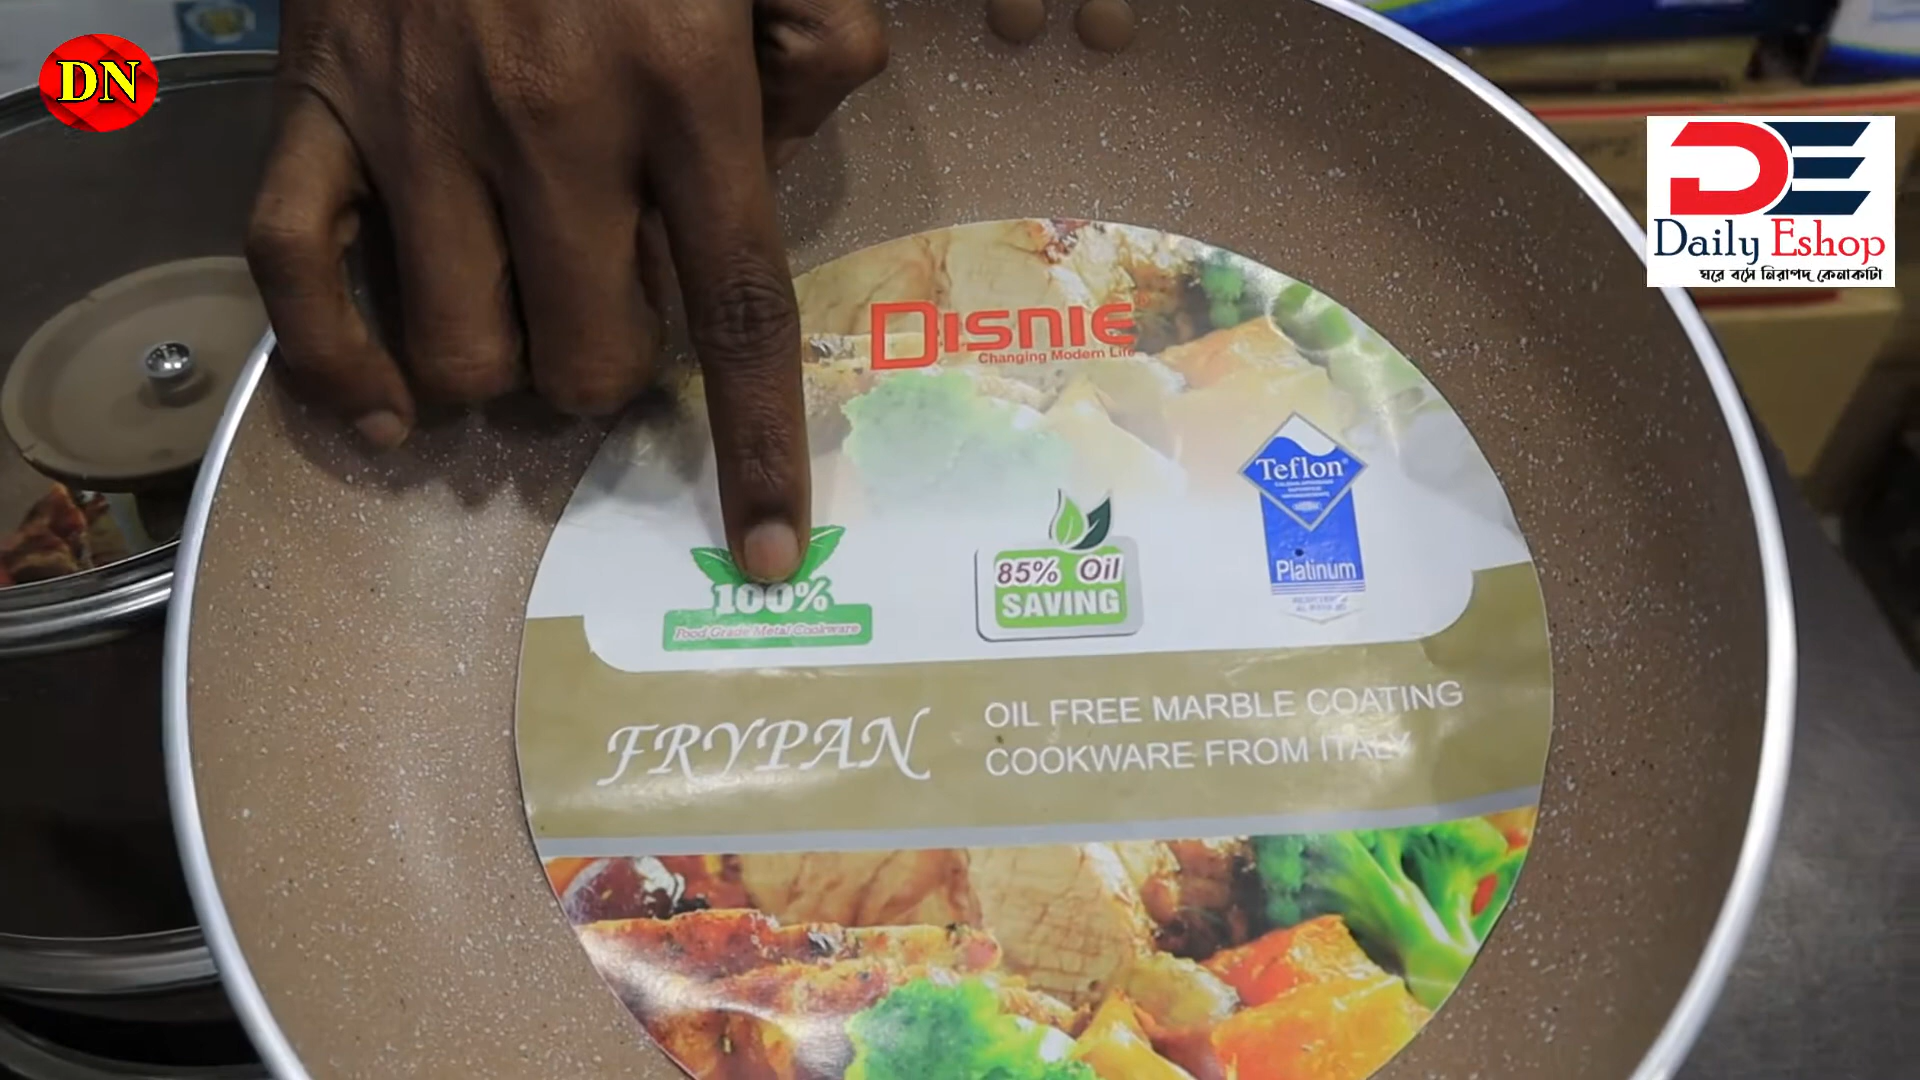 DN
DE
Daily Eshop
ঘরে বসে নিরাপদ কেনাকাটা
DISNIE®
Changing Modern Life
Teflon®
Platinum
100%
Food Grade Metal Cookware
85% Oil
SAVING
FRYPAN
OIL FREE MARBLE COATING
COOKWARE FROM ITALY